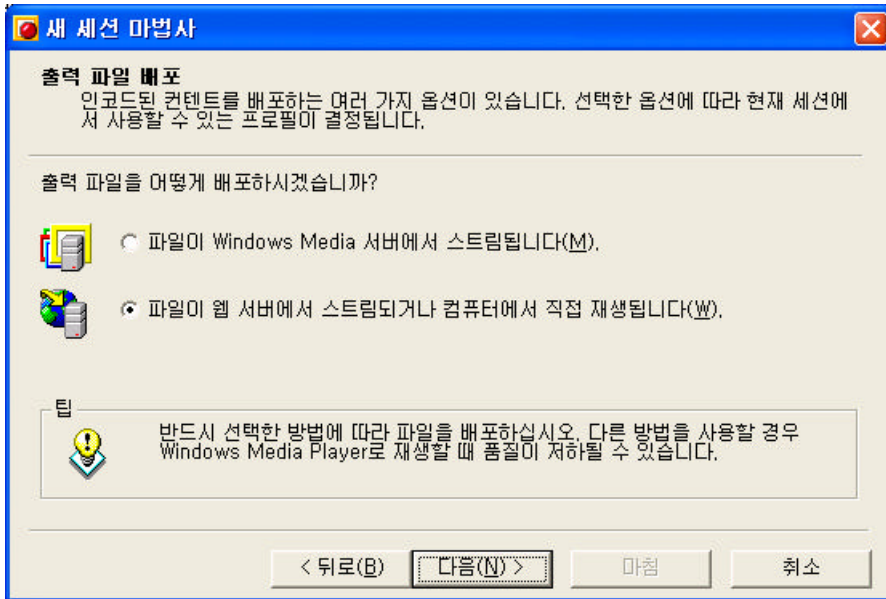 새 세션 마법사
출력 파일 배포
인코드된 컨텐트를 배포하는 여러 가지 옵션이 있습니다. 선택한 옵션에 따라 현재 세션에
서 사용할 수 있는 프로필이 결정됩니다.
출력 파일을 어떻게 배포하시겠습니까?
파일이 Windows Media 서버에서 스트림됩니다(M).
파일이 웹 서버에서 스트림되거나 컴퓨터에서 직접 재생됩니다(W).
팁
반드시 선택한 방법에 따라 파일을 배포하십시오. 다른 방법을 사용할 경우
Windows Media Player로 재생할 때 품질이 저하될 수 있습니다.
< 뒤로(B) 다음(N) > 마침 취소